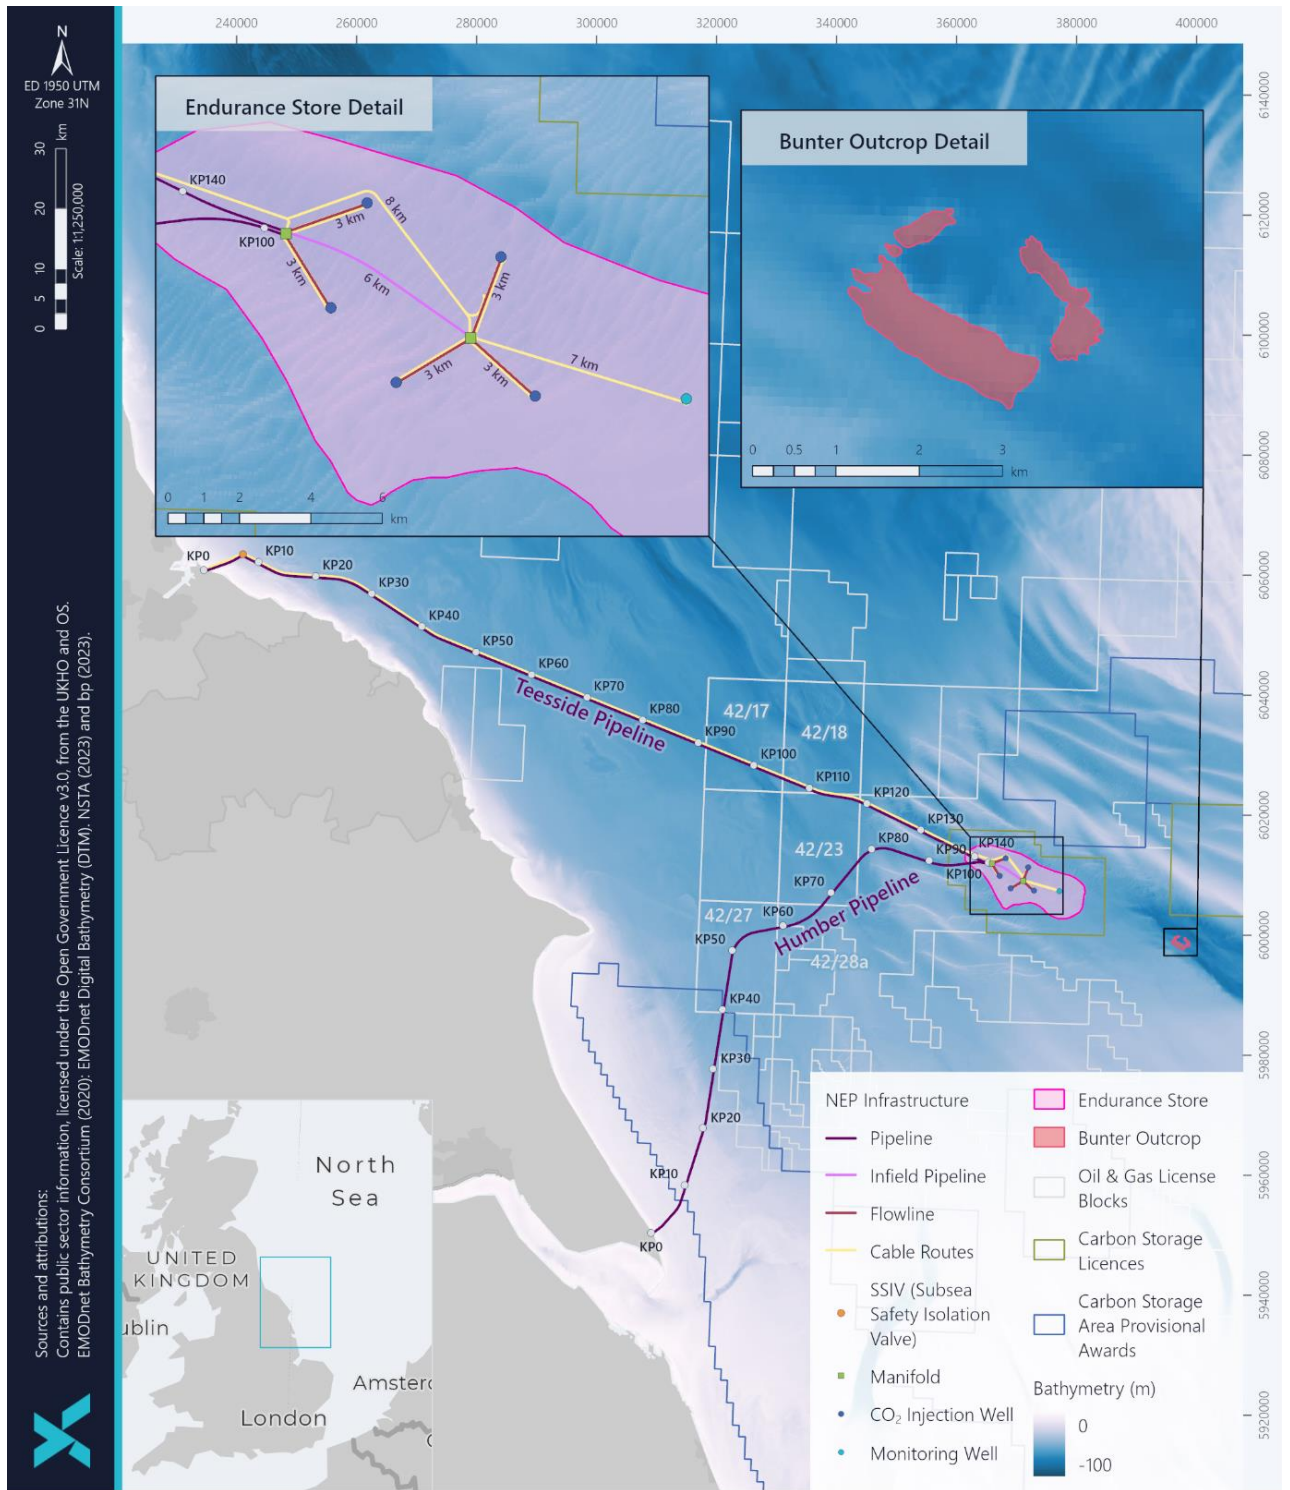 N
ED 1950 UTM
Zone 31N
km
30
20
10
5
0
Scale: 1:1,250,000
Sources and attributions:
Contains public sector information, licensed under the Open Government Licence v3.0, from the UKHO and OS.
EMODnet Bathymetry Consortium (2020): EMODnet Digital Bathymetry (DTM). NSTA (2023) and bp (2023).
240000
260000
280000
300000
320000
340000
360000
380000
400000
6140000
6120000
6100000
6080000
6060000
6040000
6020000
6000000
5980000
5960000
5940000
5920000
Endurance Store Detail
KP140
KP100
3 km
8 km
3 km
6 km
3 km
3 km
3 km
7 km
0
1
2
4
6
km
Bunter Outcrop Detail
0
0.5
1
2
3
km
KP0
KP10
KP20
KP30
KP40
KP50
KP60
KP70
KP80
KP90
KP100
KP110
KP120
KP130
KP140
Teesside Pipeline
42/17
42/18
42/23
42/27
42/28a
KP80
KP90
KP100
KP70
KP60
KP50
KP40
KP30
KP20
KP10
KP0
Humber Pipeline
North
Sea
UNITED
KINGDOM
ublin
Amster
London
NEP Infrastructure
Pipeline
Infield Pipeline
Flowline
Cable Routes
SSIV (Subsea
Safety Isolation
Valve)
Manifold
CO₂ Injection Well
Monitoring Well
Endurance Store
Bunter Outcrop
Oil & Gas License
Blocks
Carbon Storage
Licences
Carbon Storage
Area Provisional
Awards
Bathymetry (m)
0
-100